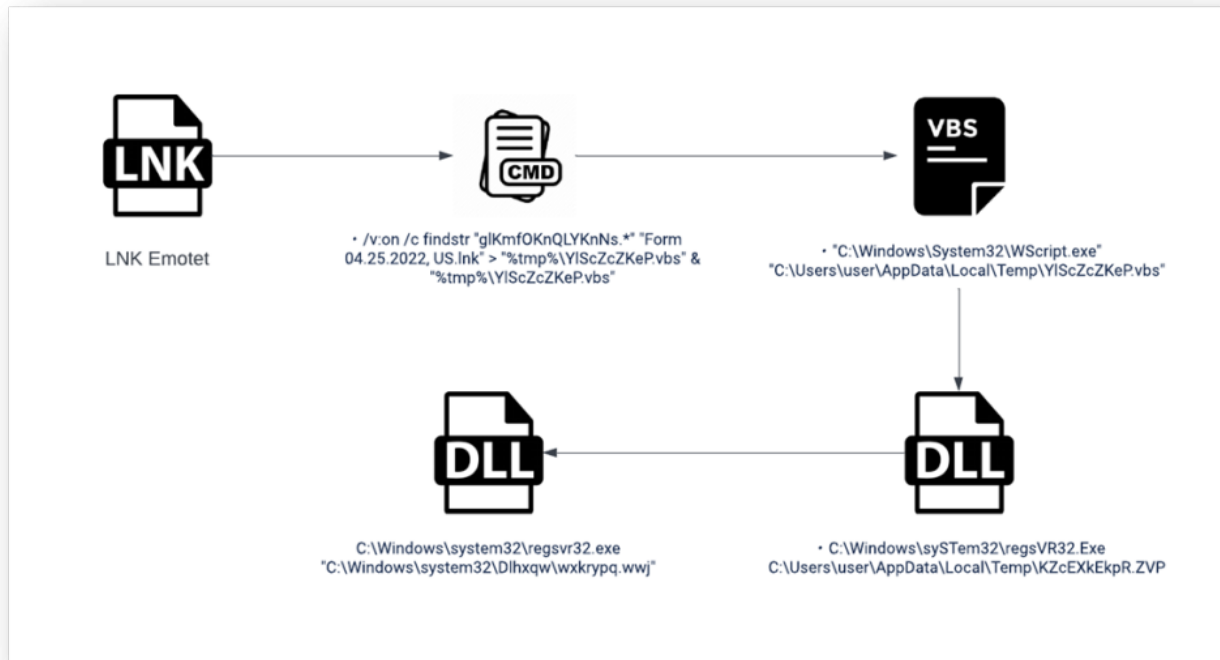 LNK
CMD
VBS
LNK Emotet
• /v:on /c findstr "glKmfOKnQLYKnNs.*" "Form
04.25.2022, US.lnk" > "%tmp%\YlScZcZKeP.vbs" &
"%tmp%\YlScZcZKeP.vbs"
• "C:\Windows\System32\WScript.exe"
"C:\Users\user\AppData\Local\Temp\YlScZcZKeP.vbs"
DLL
DLL
C:\Windows\system32\regsvr32.exe
"C:\Windows\system32\Dlhxqw\wxkrypq.wwj"
• C:\Windows\sySTem32\regsVR32.Exe
C:\Users\user\AppData\Local\Temp\KZcEXkEkpR.ZVP